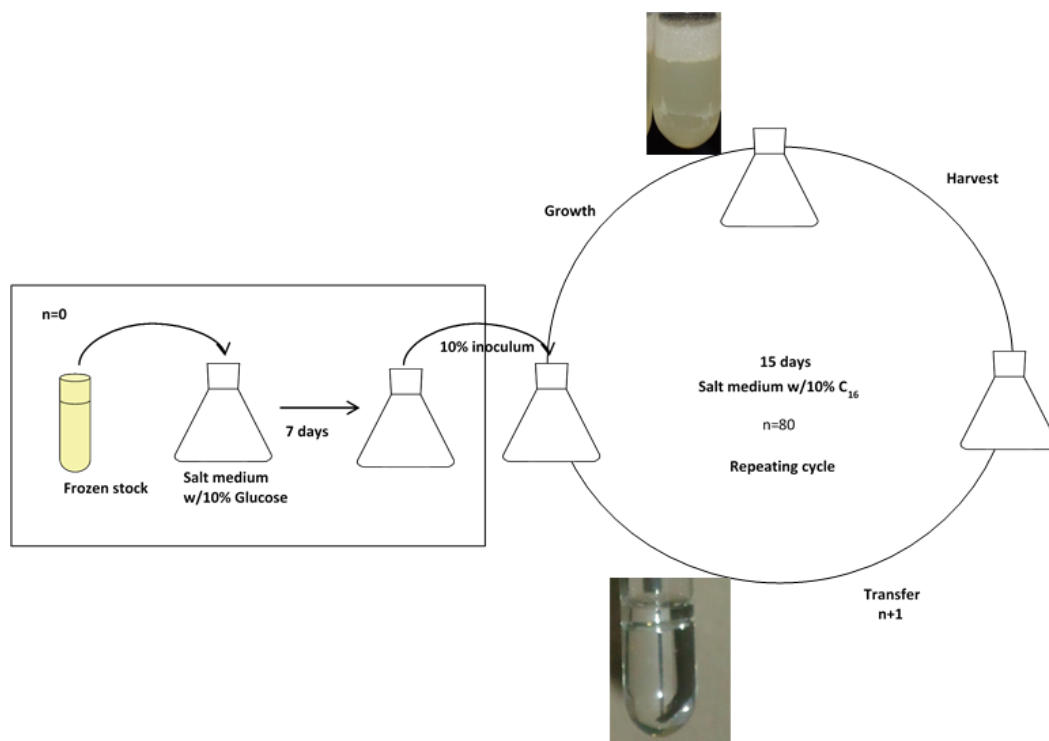 n=0
Frozen stock
Salt medium
w/10% Glucose
7 days
10% inoculum
Growth
Harvest
15 days
Salt medium w/10% C₁₆
n=80
Repeating cycle
Transfer
n+1